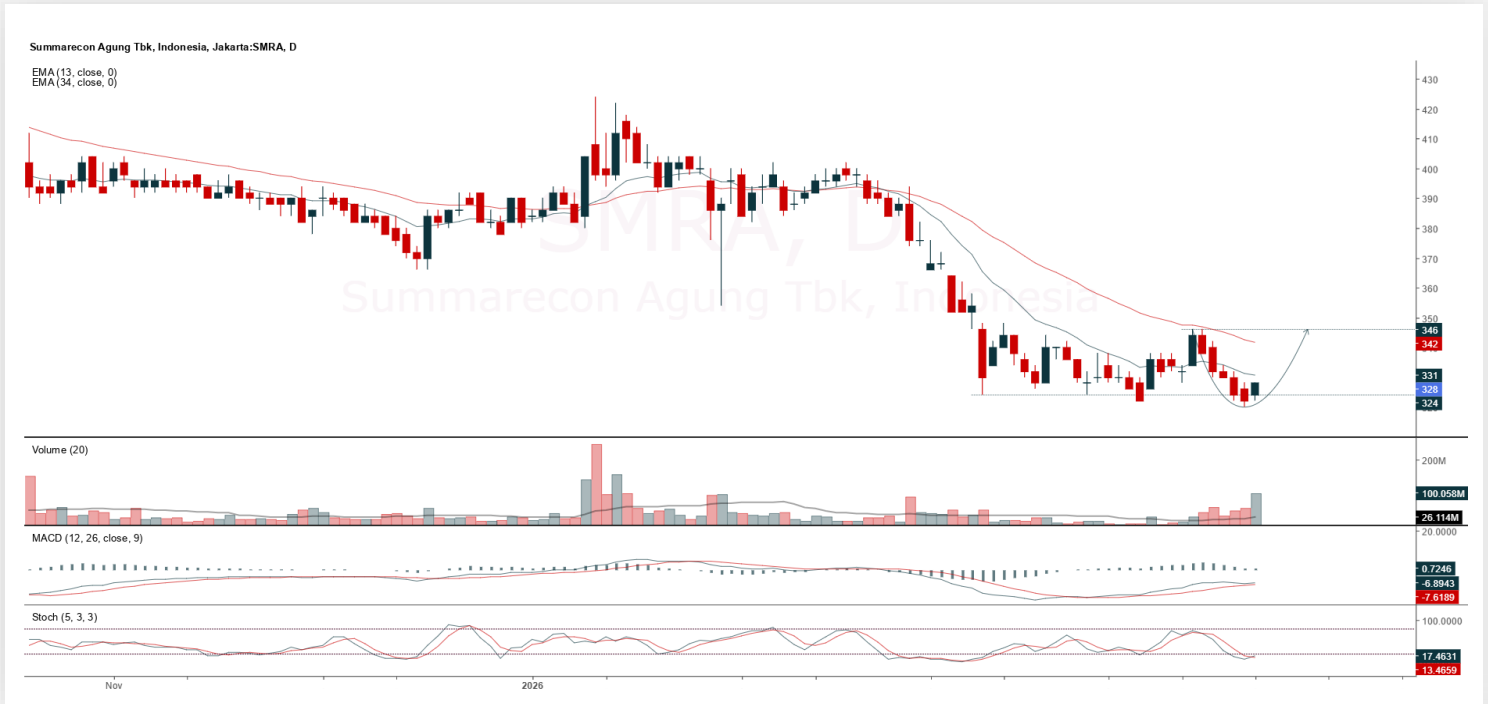 Summarecon Agung Tbk, Indonesia, Jakarta:SMRA, D
EMA (13, close, 0)
EMA (34, close, 0)
SMRA, D
Summarecon Agung Tbk, Indonesia
430
420
410
400
390
380
370
360
350
346
342
331
328
324
Volume (20)
200M
100.058M
26.114M
MACD (12, 26, close, 9)
20.0000
0.7246
-6.8943
-7.6189
Stoch (5, 3, 3)
100.0000
17.4631
13.4659
Nov
2026